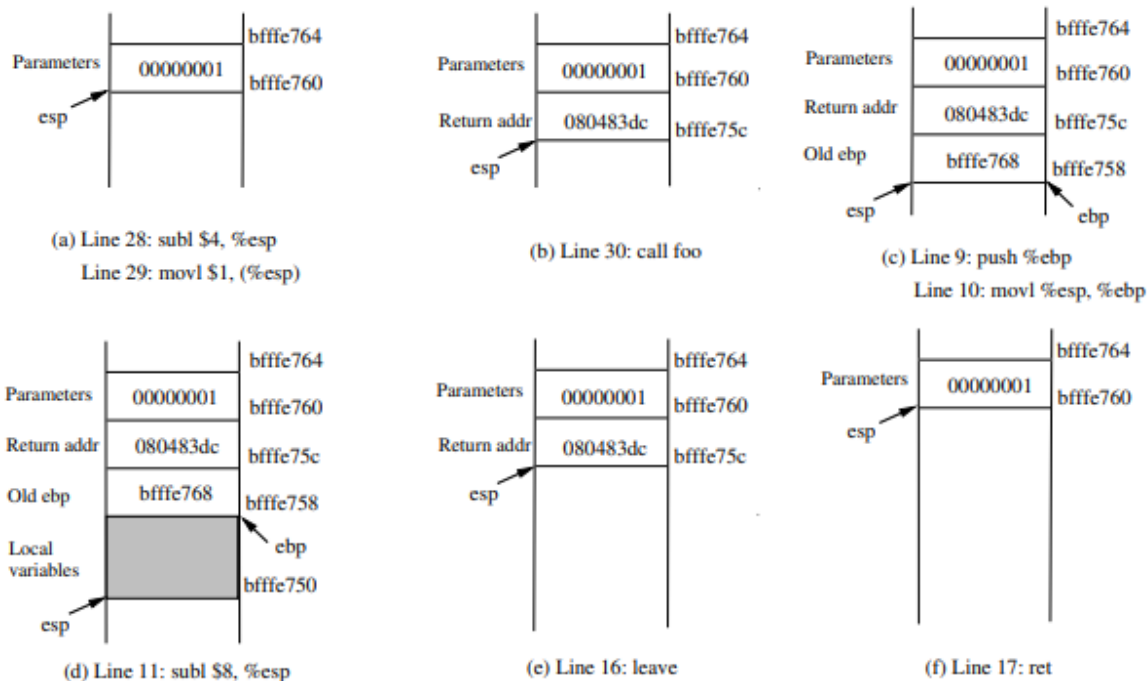 bfffe764
Parameters 00000001 bfffe760
esp
(a) Line 28: subl $4, %esp
Line 29: movl $1, (%esp)
bfffe764
Parameters 00000001 bfffe760
Return addr 080483dc bfffe75c
esp
(b) Line 30: call foo
bfffe764
Parameters 00000001 bfffe760
Return addr 080483dc bfffe75c
Old ebp bfffe768 bfffe758
esp ebp
(c) Line 9: push %ebp
Line 10: movl %esp, %ebp
bfffe764
Parameters 00000001 bfffe760
Return addr 080483dc bfffe75c
Old ebp bfffe768 bfffe758
ebp
Local
variables
bfffe750
esp
(d) Line 11: subl $8, %esp
bfffe764
Parameters 00000001 bfffe760
Return addr 080483dc bfffe75c
esp
(e) Line 16: leave
bfffe764
Parameters 00000001 bfffe760
esp
(f) Line 17: ret